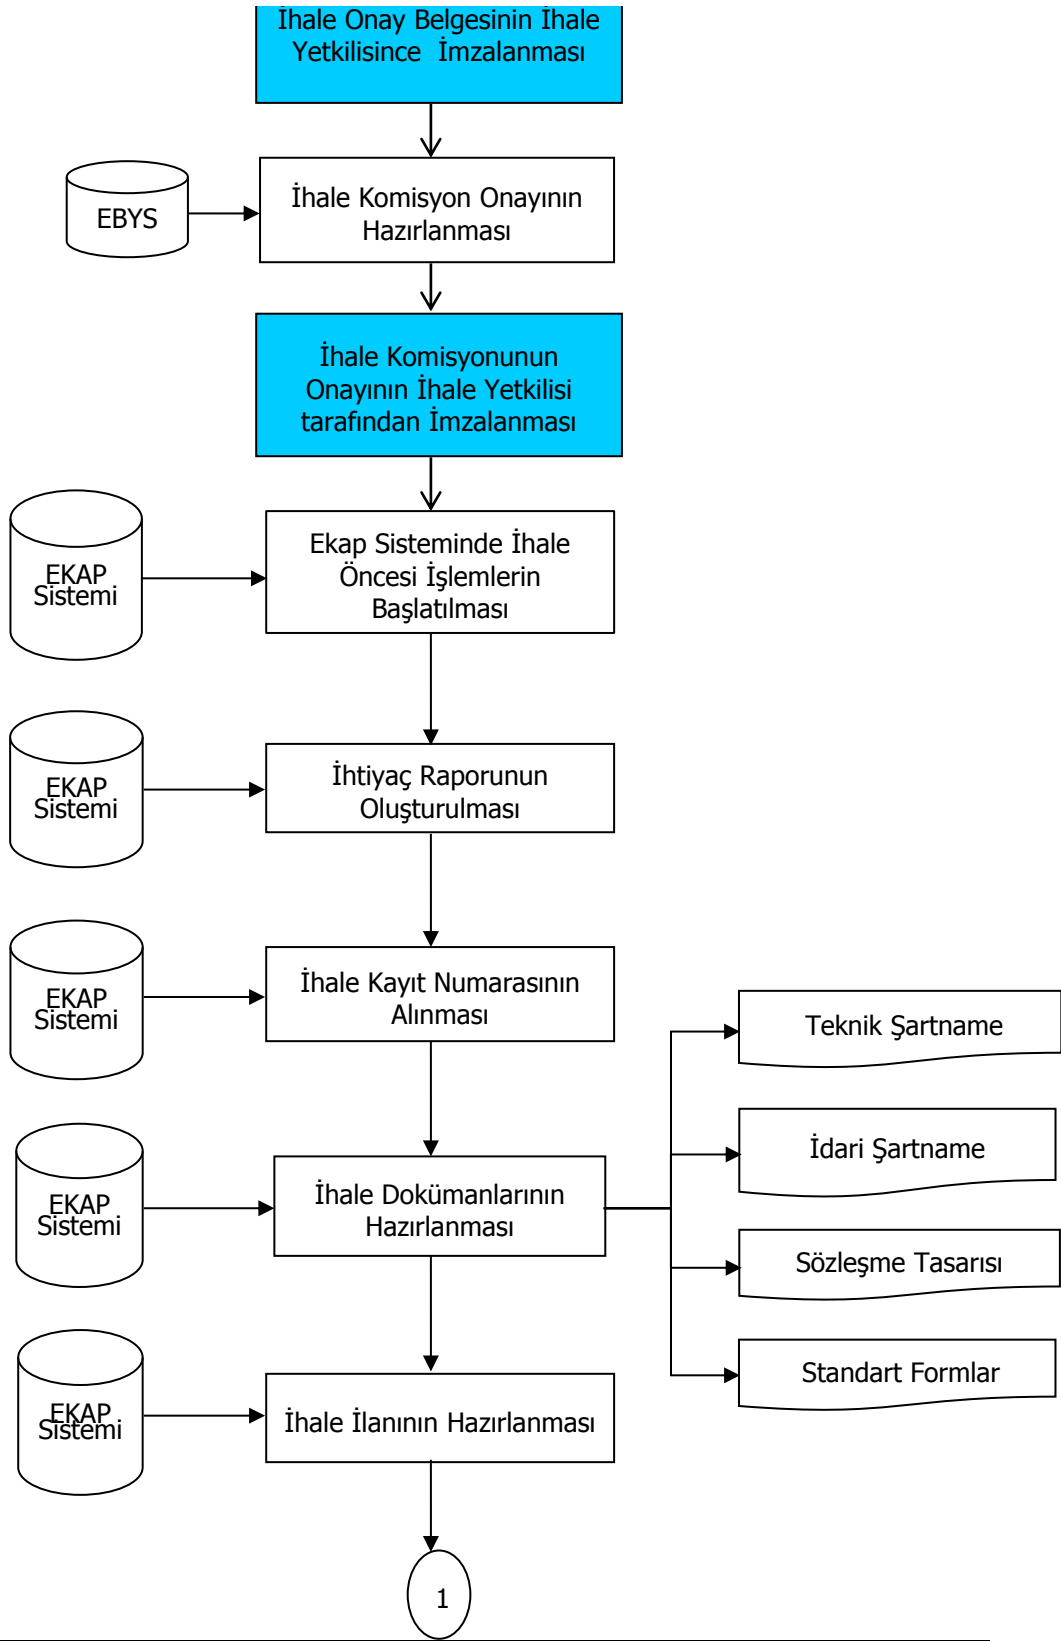 İhale Onay Belgesinin İhale
Yetkilisince İmzalanması
EBYS
İhale Komisyon Onayının
Hazırlanması
İhale Komisyonunun
Onayının İhale Yetkilisi
tarafından İmzalanması
EKAP
Sistemi
Ekap Sisteminde İhale
Öncesi İşlemlerin
Başlatılması
EKAP
Sistemi
İhtiyaç Raporunun
Oluşturulması
EKAP
Sistemi
İhale Kayıt Numarasının
Alınması
Teknik Şartname
İdari Şartname
EKAP
Sistemi
İhale Dokümanlarının
Hazırlanması
Sözleşme Tasarısı
Standart Formlar
EKAP
Sistemi
İhale İlanının Hazırlanması
1